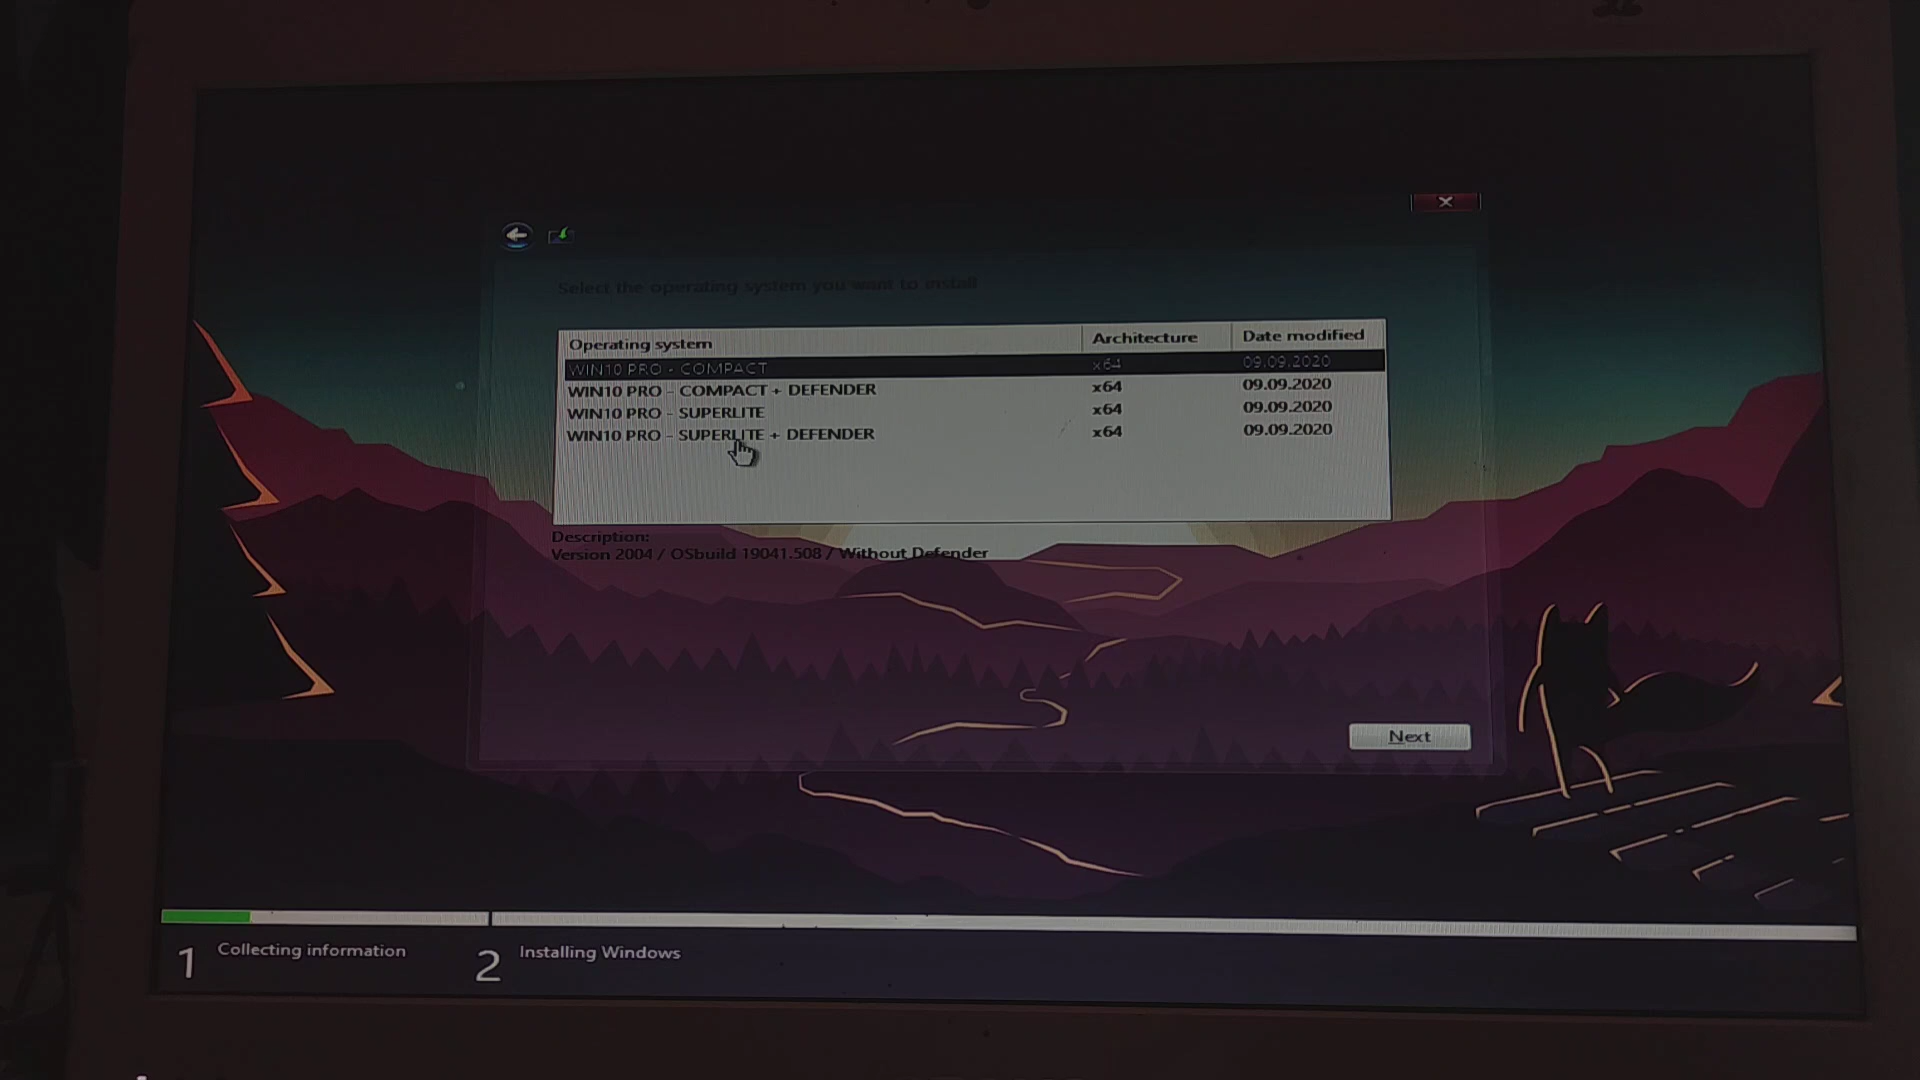 Select the operating system you want to install
Operating system Architecture Date modified
WIN10 PRO - COMPACT x64 09.09.2020
WIN10 PRO - COMPACT + DEFENDER x64 09.09.2020
WIN10 PRO - SUPERLITE x64 09.09.2020
WIN10 PRO - SUPERLITE + DEFENDER x64 09.09.2020
Description:
Version 2004 / OSbuild 19041.508 / Without Defender
Next
1 Collecting information
2 Installing Windows